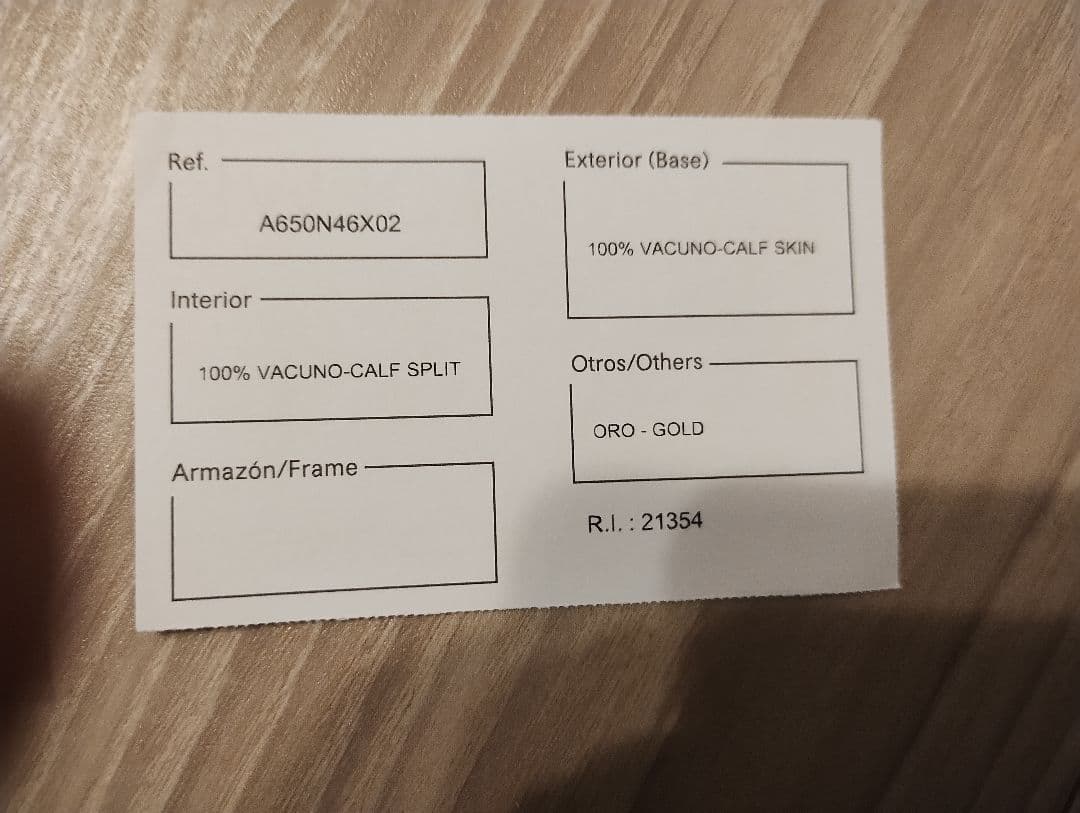 Ref.
A650N46X02
Interior
100% VACUNO-CALF SPLIT
Armazón/Frame
Exterior (Base)
100% VACUNO-CALF SKIN
Otros/Others
ORO - GOLD
R.I. : 21354